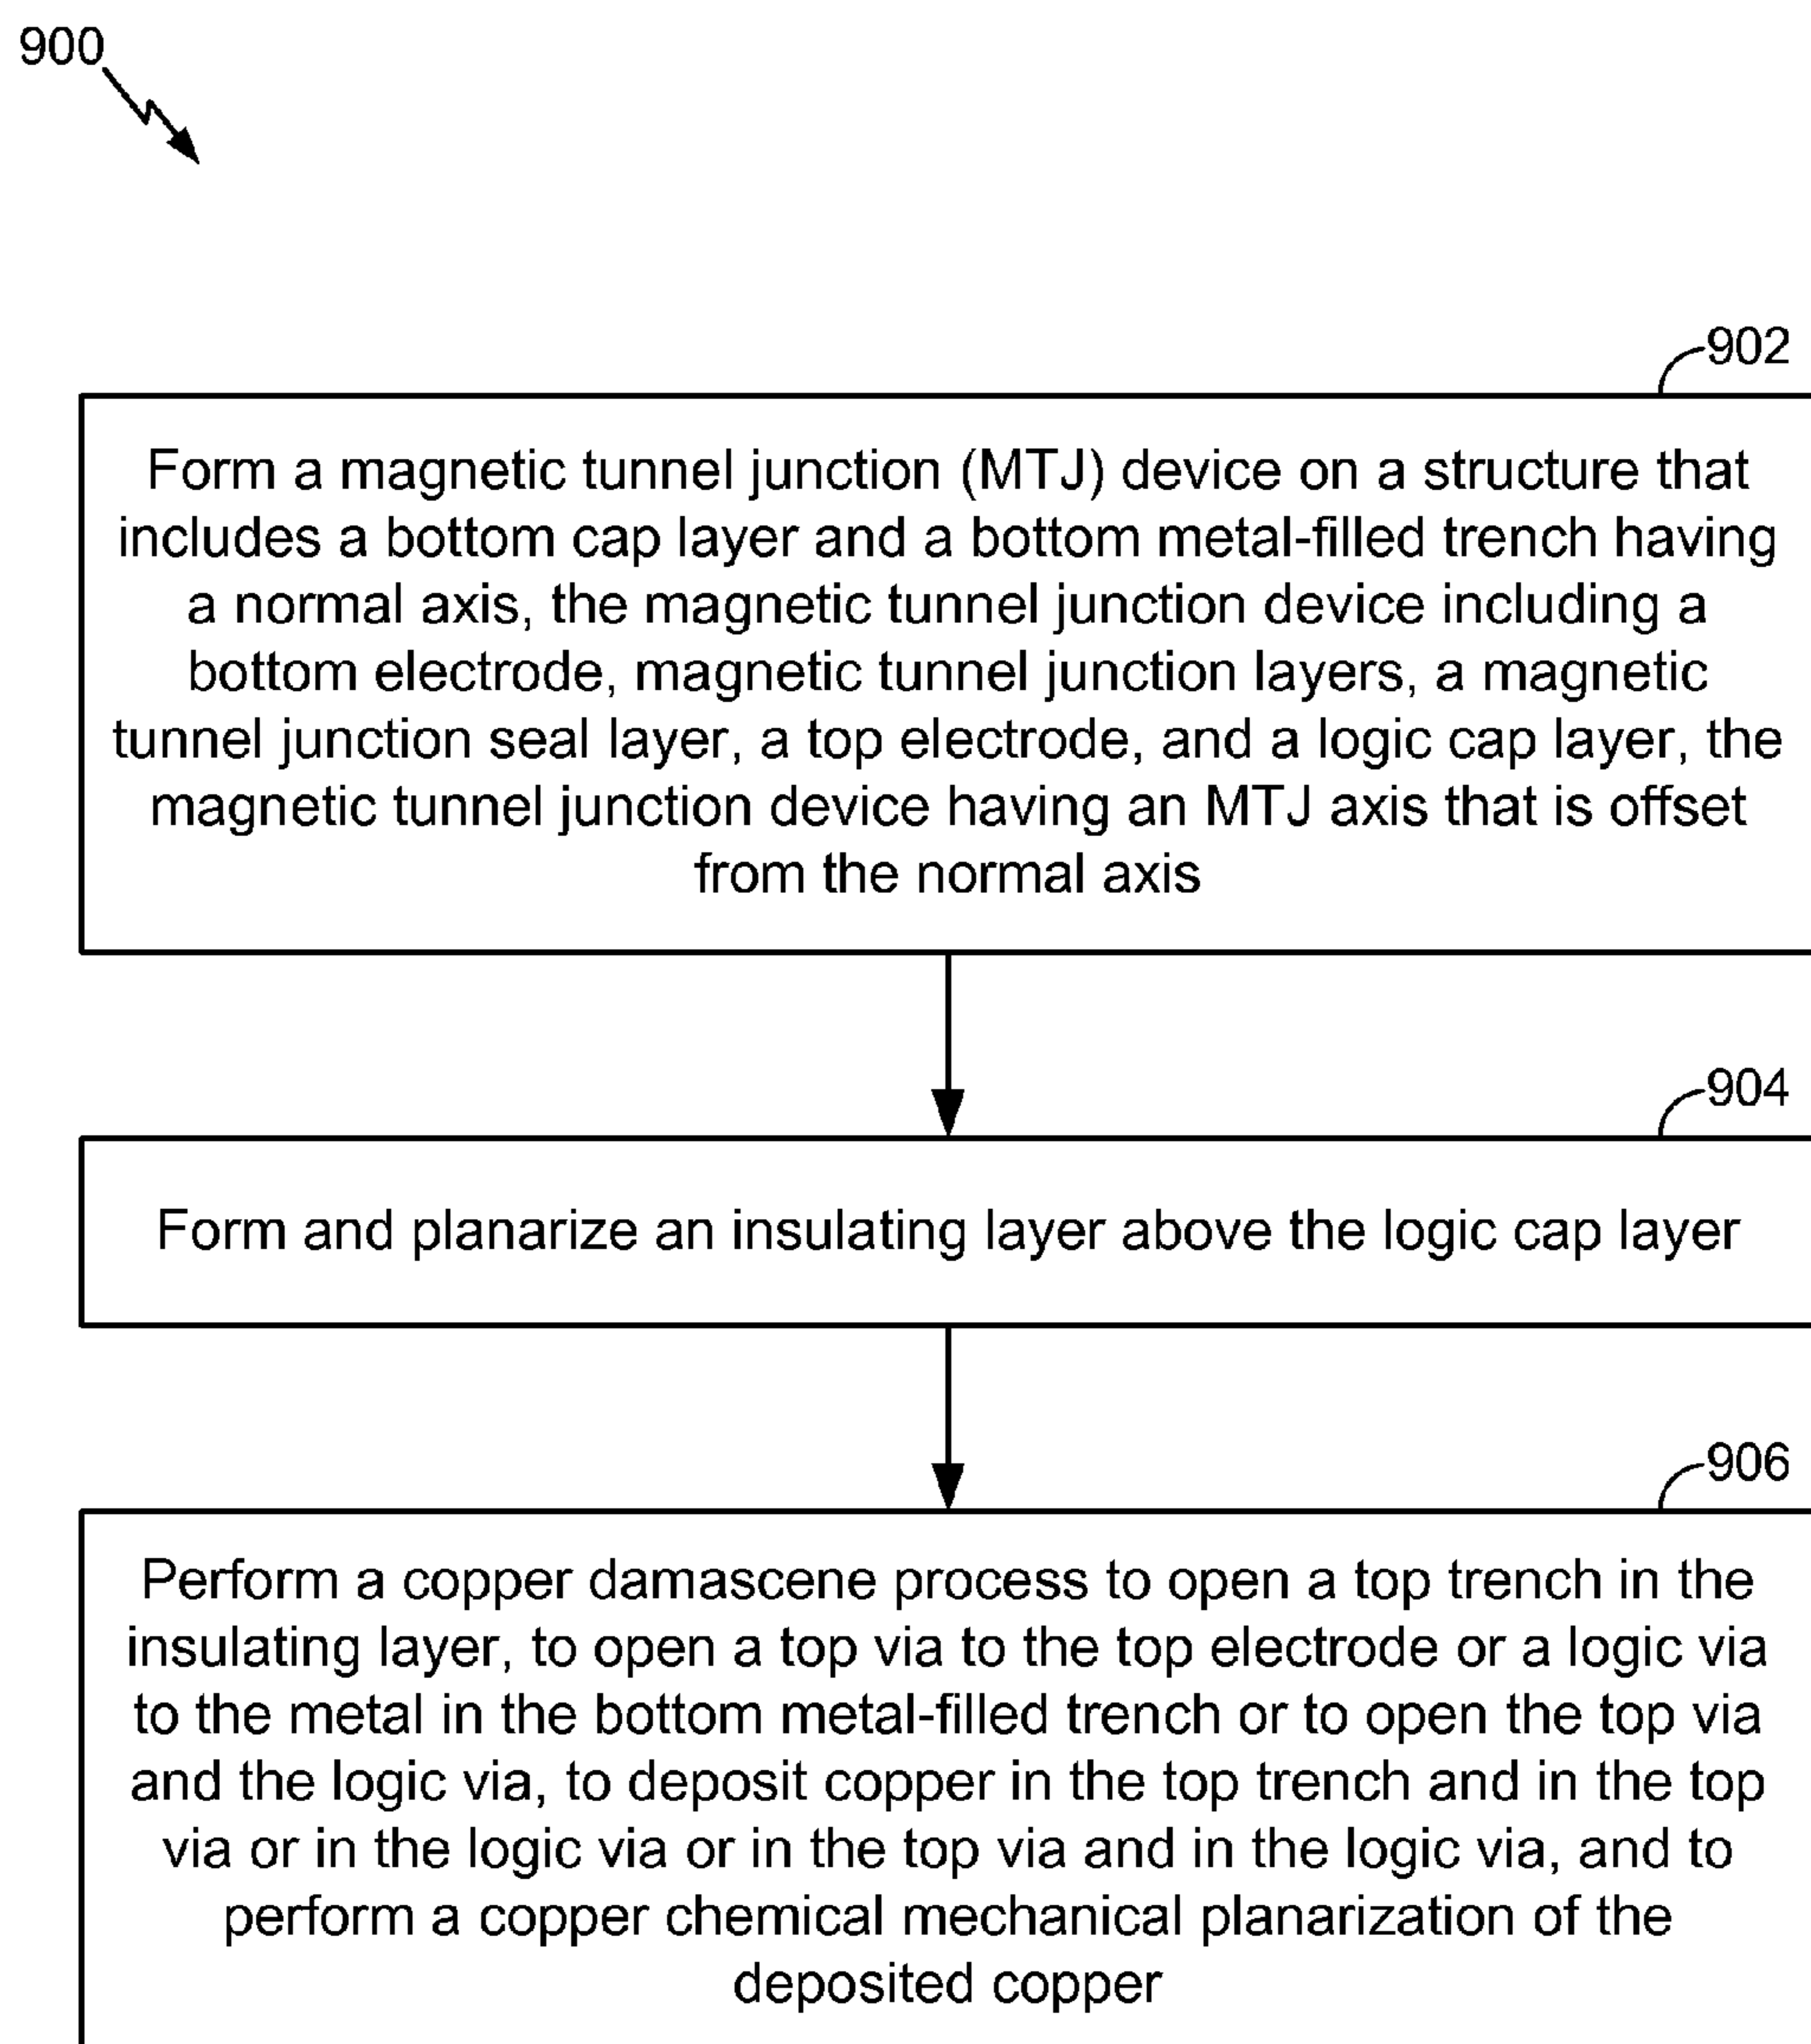 900
902
Form a magnetic tunnel junction (MTJ) device on a structure that
includes a bottom cap layer and a bottom metal-filled trench having
a normal axis, the magnetic tunnel junction device including a
bottom electrode, magnetic tunnel junction layers, a magnetic
tunnel junction seal layer, a top electrode, and a logic cap layer, the
magnetic tunnel junction device having an MTJ axis that is offset
from the normal axis
904
Form and planarize an insulating layer above the logic cap layer
906
Perform a copper damascene process to open a top trench in the
insulating layer, to open a top via to the top electrode or a logic via
to the metal in the bottom metal-filled trench or to open the top via
and the logic via, to deposit copper in the top trench and in the top
via or in the logic via or in the top via and in the logic via, and to
perform a copper chemical mechanical planarization of the
deposited copper